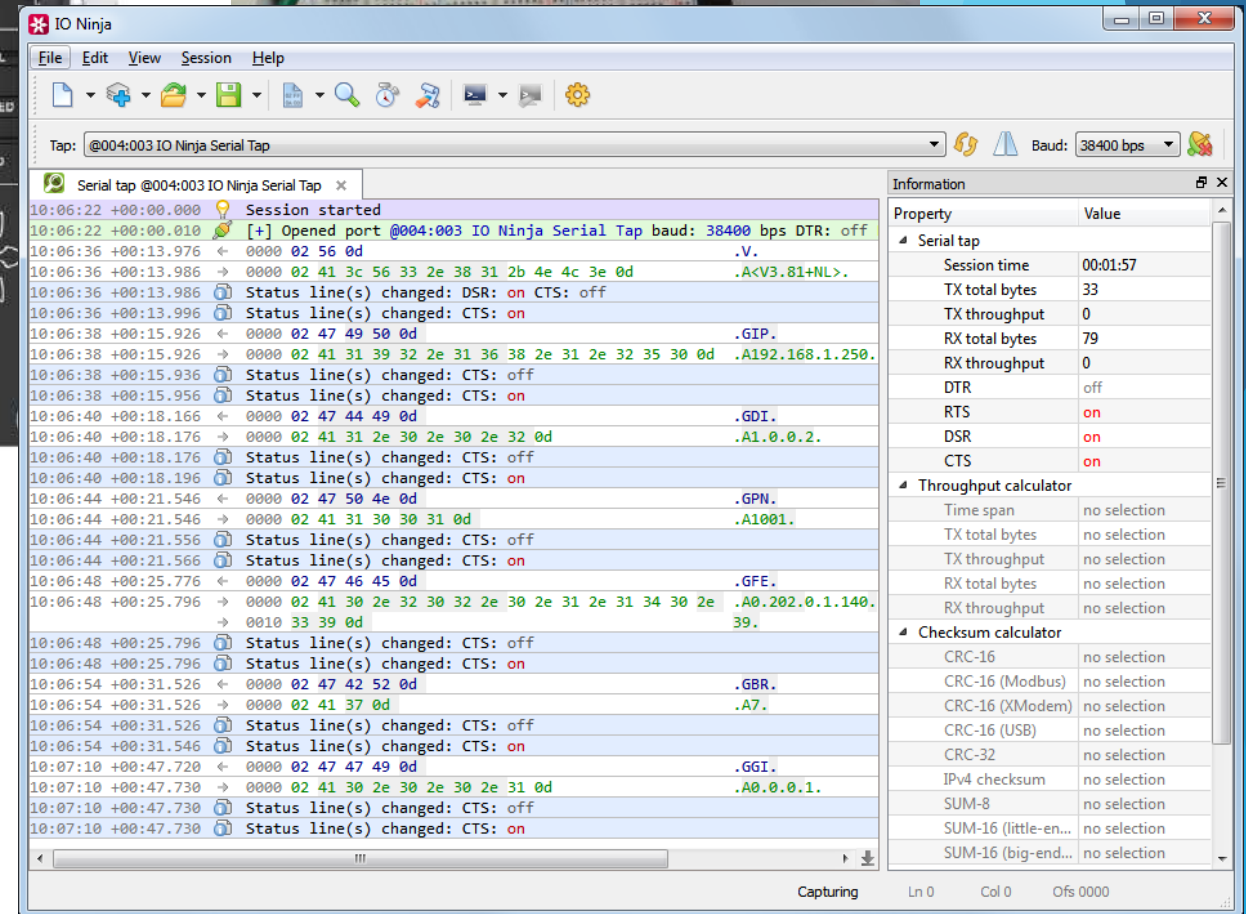 IO Ninja
File Edit View Session Help
Tap: @004:003 IO Ninja Serial Tap Baud: 38400 bps
Serial tap @004:003 IO Ninja Serial Tap
10:06:22 +00:00.000 Session started
10:06:22 +00:00.010 [+] Opened port @004:003 IO Ninja Serial Tap baud: 38400 bps DTR: off
10:06:36 +00:13.976 ← 0000 02 56 0d .V.
10:06:36 +00:13.986 → 0000 02 41 3c 56 33 2e 38 31 2b 4e 4c 3e 0d .A<V3.81+NL>.
10:06:36 +00:13.986 Status line(s) changed: DSR: on CTS: off
10:06:36 +00:13.996 Status line(s) changed: CTS: on
10:06:38 +00:15.926 ← 0000 02 47 49 50 0d .GIP.
10:06:38 +00:15.926 → 0000 02 41 31 39 32 2e 31 36 38 2e 31 2e 32 35 30 0d .A192.168.1.250.
10:06:38 +00:15.936 Status line(s) changed: CTS: off
10:06:38 +00:15.956 Status line(s) changed: CTS: on
10:06:40 +00:18.166 ← 0000 02 47 44 49 0d .GDI.
10:06:40 +00:18.176 → 0000 02 41 31 2e 30 2e 30 2e 32 0d .A1.0.0.2.
10:06:40 +00:18.176 Status line(s) changed: CTS: off
10:06:40 +00:18.196 Status line(s) changed: CTS: on
10:06:44 +00:21.546 ← 0000 02 47 50 4e 0d .GPN.
10:06:44 +00:21.546 → 0000 02 41 31 30 30 31 0d .A1001.
10:06:44 +00:21.556 Status line(s) changed: CTS: off
10:06:44 +00:21.566 Status line(s) changed: CTS: on
10:06:48 +00:25.776 ← 0000 02 47 46 45 0d .GFE.
10:06:48 +00:25.796 → 0000 02 41 30 2e 32 30 32 2e 30 2e 31 2e 31 34 30 2e .A0.202.0.1.140.
→ 0010 33 39 0d 39.
10:06:48 +00:25.796 Status line(s) changed: CTS: off
10:06:48 +00:25.796 Status line(s) changed: CTS: on
10:06:54 +00:31.526 ← 0000 02 47 42 52 0d .GBR.
10:06:54 +00:31.526 → 0000 02 41 37 0d .A7.
10:06:54 +00:31.526 Status line(s) changed: CTS: off
10:06:54 +00:31.546 Status line(s) changed: CTS: on
10:07:10 +00:47.720 ← 0000 02 47 47 49 0d .GGI.
10:07:10 +00:47.730 → 0000 02 41 30 2e 30 2e 30 2e 31 0d .A0.0.0.1.
10:07:10 +00:47.730 Status line(s) changed: CTS: off
10:07:10 +00:47.730 Status line(s) changed: CTS: on
Information
Property Value
Serial tap
Session time 00:01:57
TX total bytes 33
TX throughput 0
RX total bytes 79
RX throughput 0
DTR off
RTS on
DSR on
CTS on
Throughput calculator
Time span no selection
TX total bytes no selection
TX throughput no selection
RX total bytes no selection
RX throughput no selection
Checksum calculator
CRC-16 no selection
CRC-16 (Modbus) no selection
CRC-16 (XModem) no selection
CRC-16 (USB) no selection
CRC-32 no selection
IPv4 checksum no selection
SUM-8 no selection
SUM-16 (little-en... no selection
SUM-16 (big-end... no selection
Capturing Ln 0 Col 0 Ofs 0000